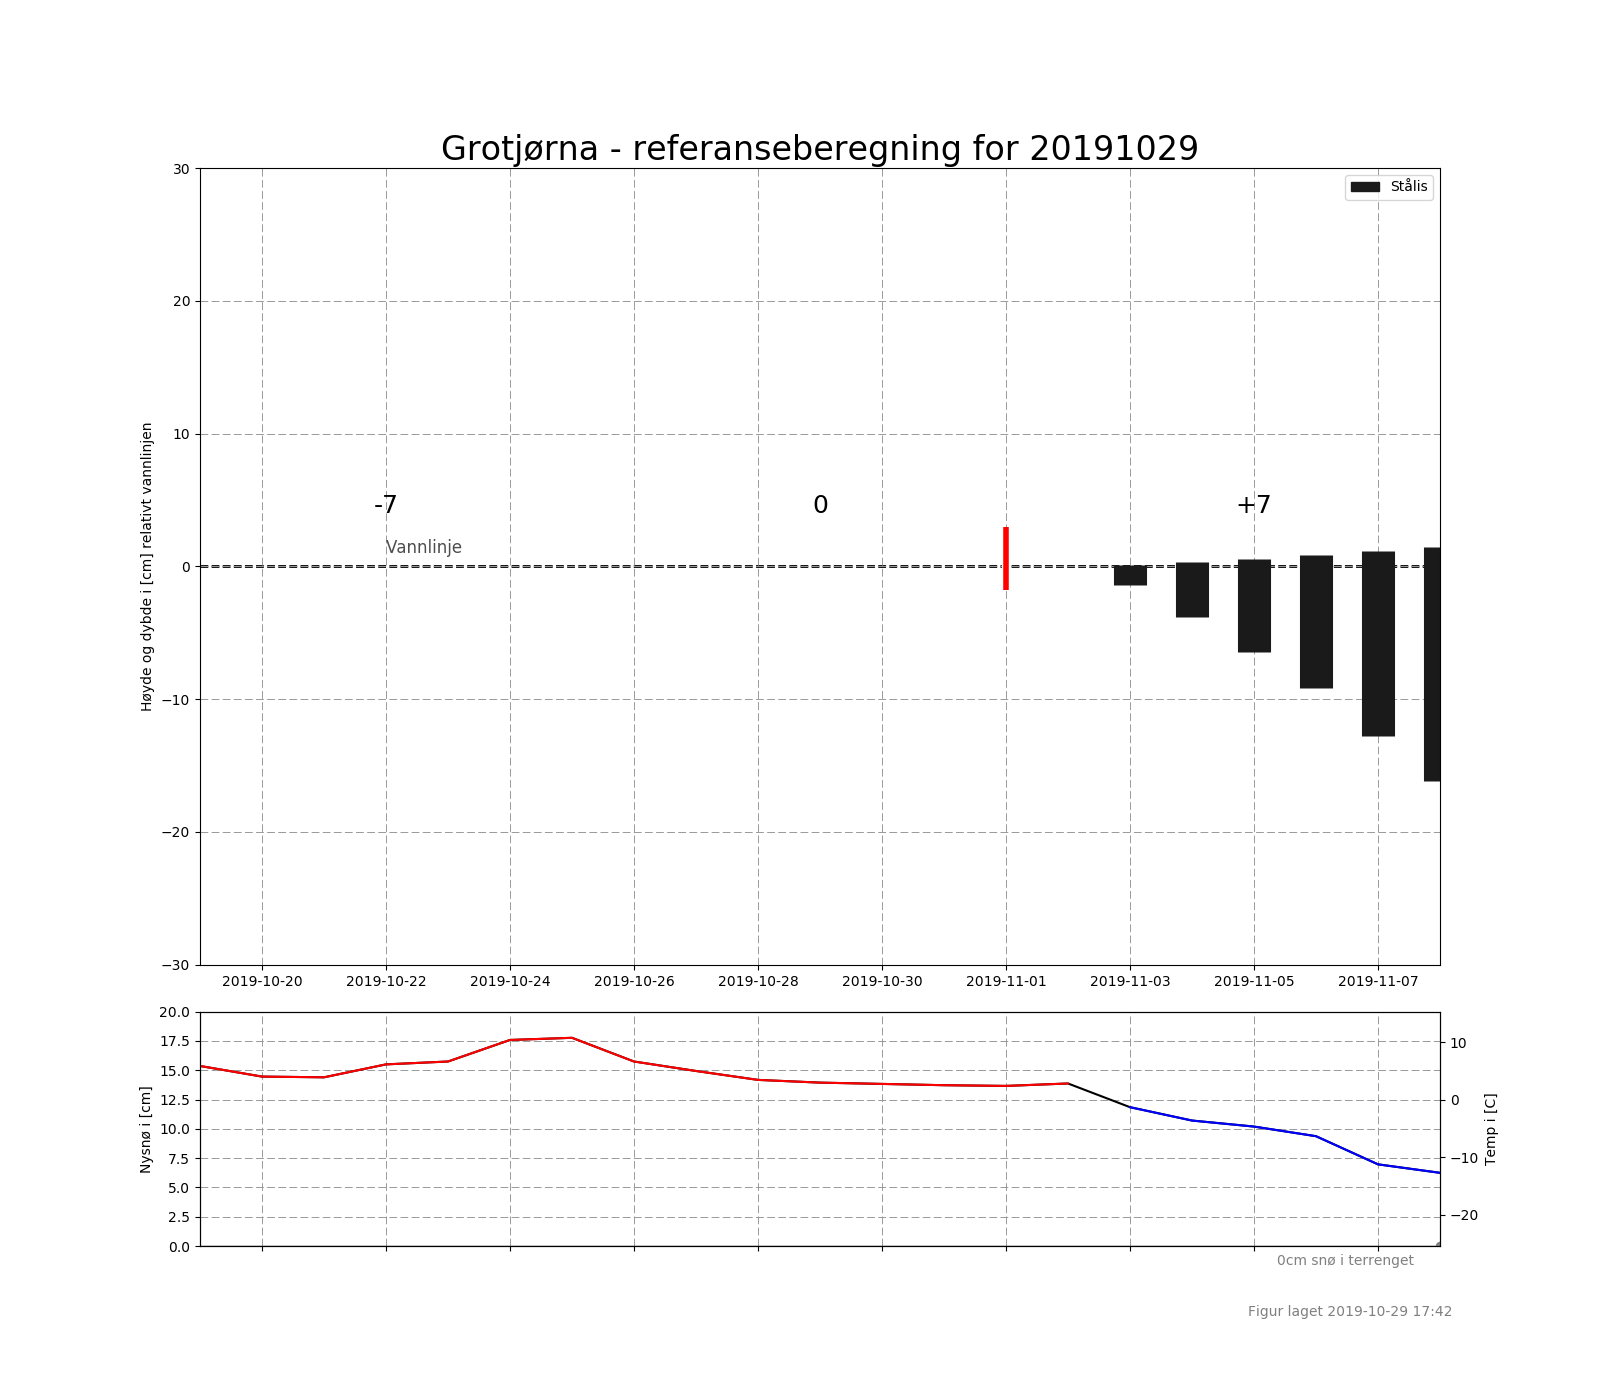 Grotjørna - referanseberegning for 20191029
Stålis
Høyde og dybde i [cm] relativt vannlinjen
30
20
10
0
−10
−20
−30
-7
0
+7
Vannlinje
2019-10-20 2019-10-22 2019-10-24 2019-10-26 2019-10-28 2019-10-30 2019-11-01 2019-11-03 2019-11-05 2019-11-07
Nysnø i [cm]
20.0
17.5
15.0
12.5
10.0
7.5
5.0
2.5
0.0
10
0
−10
−20
Temp i [C]
0cm snø i terrenget
Figur laget 2019-10-29 17:42